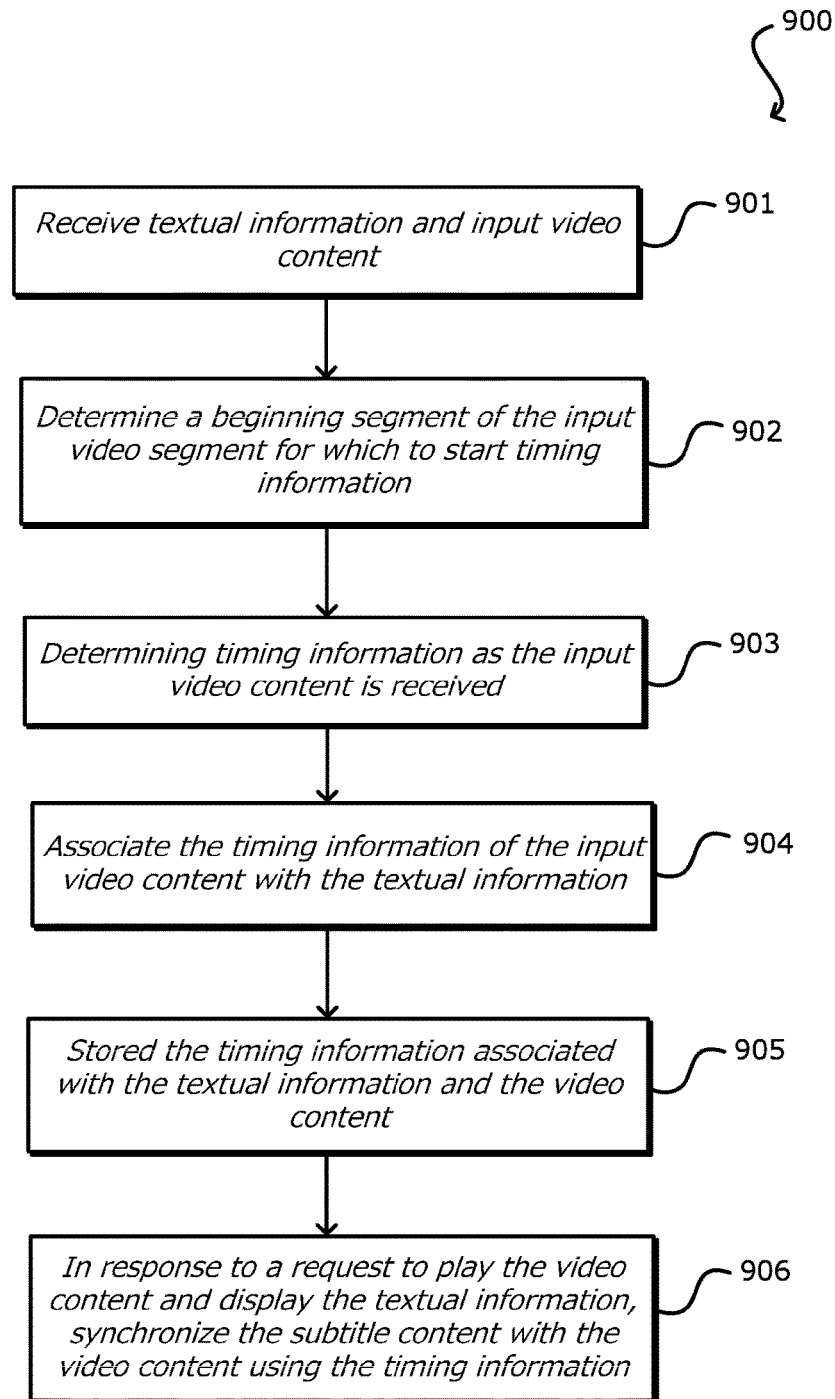 900
Receive textual information and input video
content
901
Determine a beginning segment of the input
video segment for which to start timing
information
902
Determining timing information as the input
video content is received
903
Associate the timing information of the input
video content with the textual information
904
Stored the timing information associated
with the textual information and the video
content
905
In response to a request to play the video
content and display the textual information,
synchronize the subtitle content with the
video content using the timing information
906